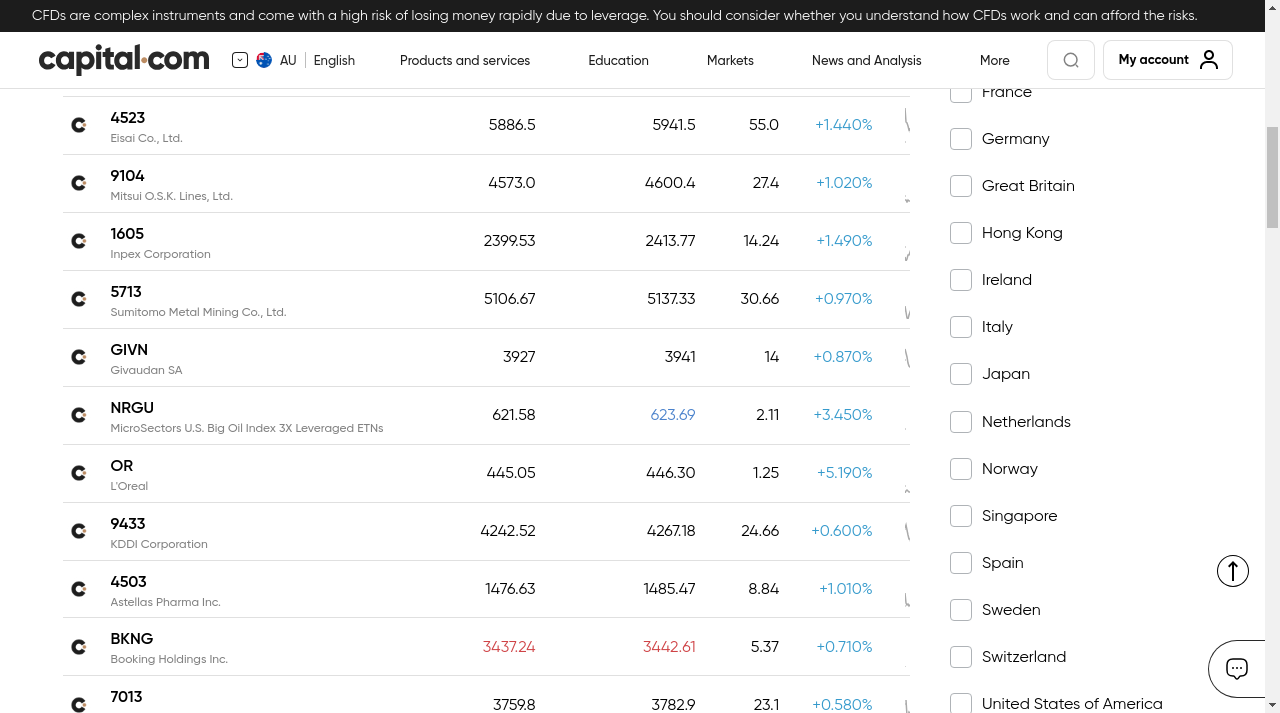 CFDs are complex instruments and come with a high risk of losing money rapidly due to leverage. You should consider whether you understand how CFDs work and can afford the risks.
capital.com AU English Products and services Education Markets News and Analysis More My account
4523 5886.5 5941.5 55.0 +1.440%
Eisai Co., Ltd.
9104 4573.0 4600.4 27.4 +1.020%
Mitsui O.S.K. Lines, Ltd.
1605 2399.53 2413.77 14.24 +1.490%
Inpex Corporation
5713 5106.67 5137.33 30.66 +0.970%
Sumitomo Metal Mining Co., Ltd.
GIVN 3927 3941 14 +0.870%
Givaudan SA
NRGU 621.58 623.69 2.11 +3.450%
MicroSectors U.S. Big Oil Index 3X Leveraged ETNs
OR 445.05 446.30 1.25 +5.190%
L'Oreal
9433 4242.52 4267.18 24.66 +0.600%
KDDI Corporation
4503 1476.63 1485.47 8.84 +1.010%
Astellas Pharma Inc.
BKNG 3437.24 3442.61 5.37 +0.710%
Booking Holdings Inc.
7013 3759.8 3782.9 23.1 +0.580%
France
Germany
Great Britain
Hong Kong
Ireland
Italy
Japan
Netherlands
Norway
Singapore
Spain
Sweden
Switzerland
United States of America